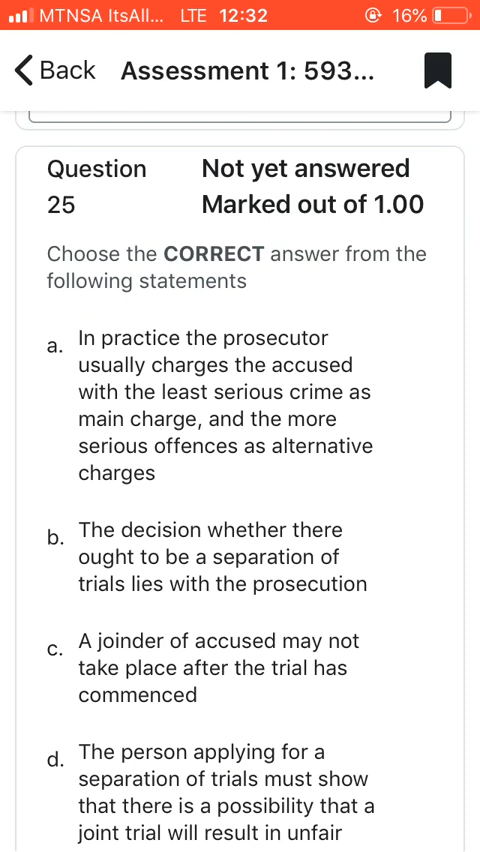 MTNSA ItsAll... LTE 12:32 16%
Back Assessment 1: 593...
Question Not yet answered
25 Marked out of 1.00
Choose the CORRECT answer from the
following statements
a. In practice the prosecutor
usually charges the accused
with the least serious crime as
main charge, and the more
serious offences as alternative
charges
b. The decision whether there
ought to be a separation of
trials lies with the prosecution
c. A joinder of accused may not
take place after the trial has
commenced
d. The person applying for a
separation of trials must show
that there is a possibility that a
joint trial will result in unfair